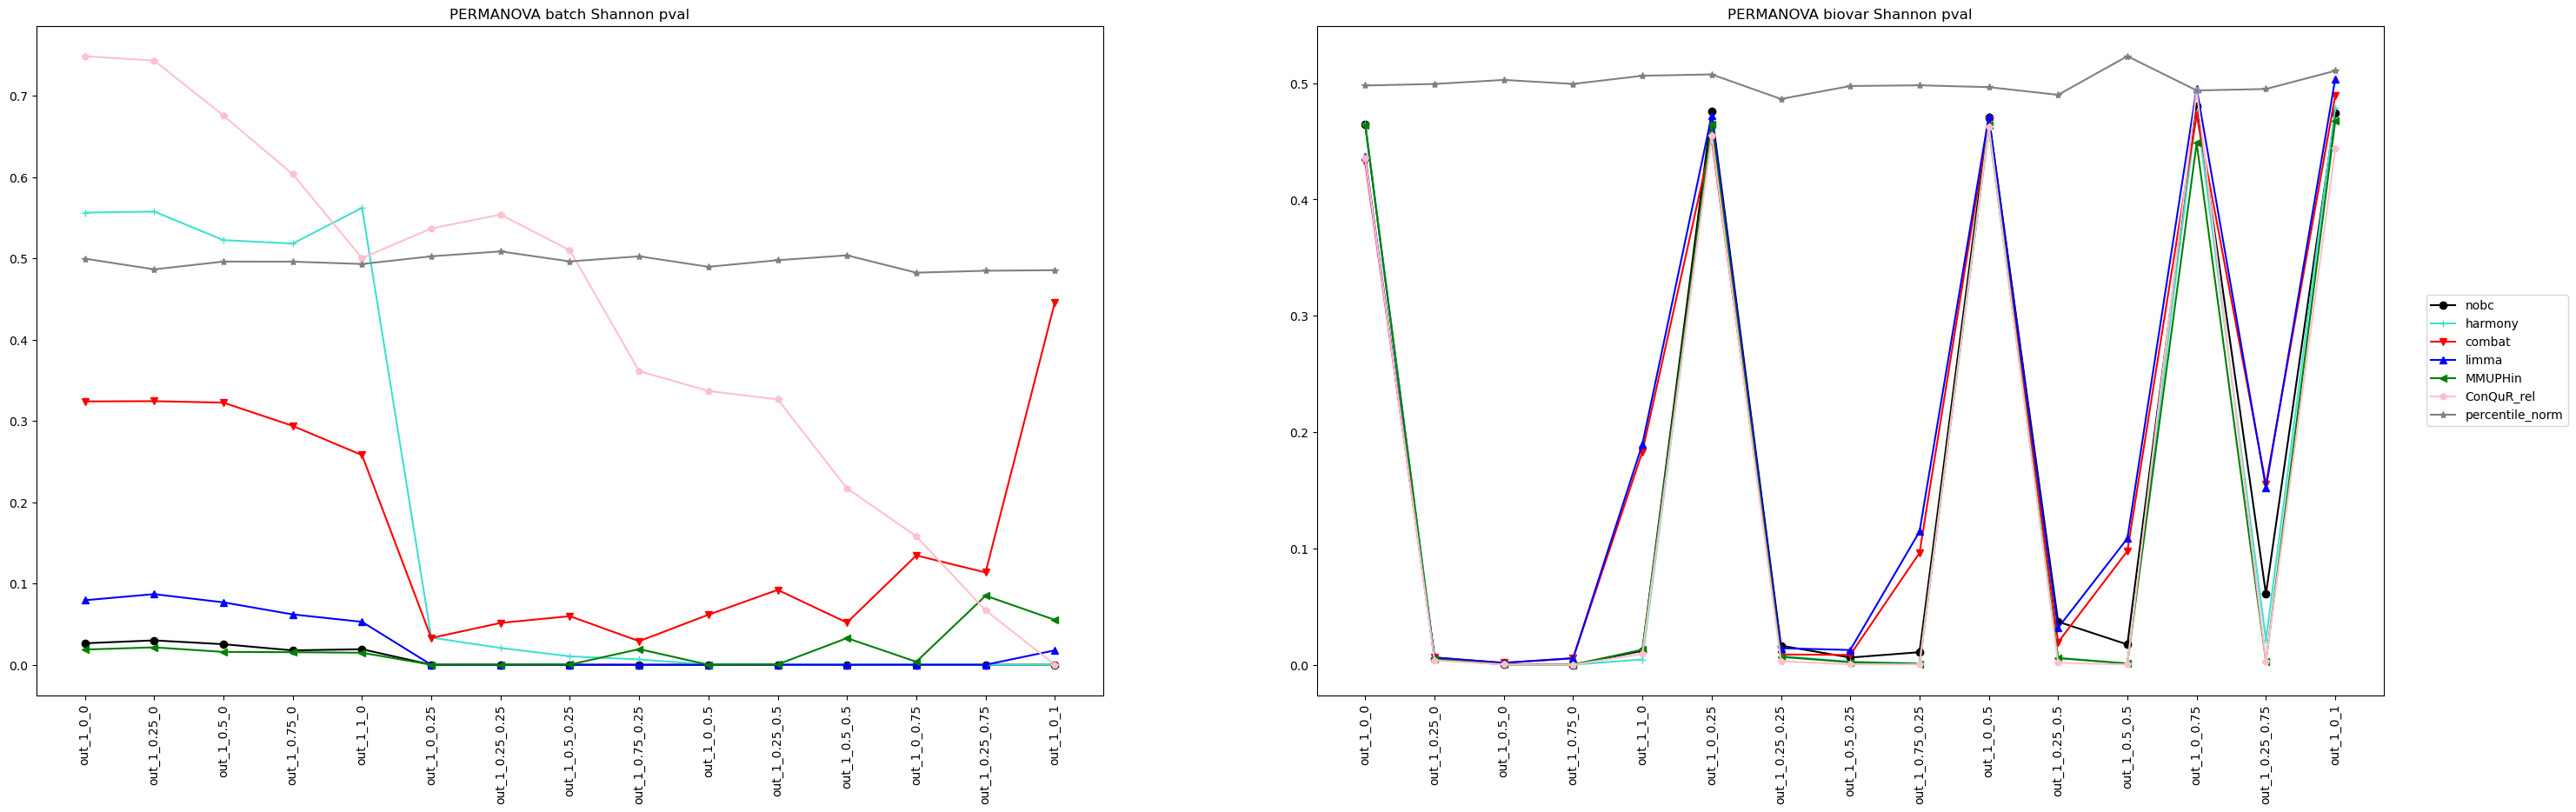 PERMANOVA batch Shannon pval
0.7
0.6
0.5
0.4
0.3
0.2
0.1
0.0
out_1_0_0
out_1_0.25_0
out_1_0.5_0
out_1_0.75_0
out_1_1_0
out_1_0_0.25
out_1_0.25_0.25
out_1_0.5_0.25
out_1_0.75_0.25
out_1_0_0.5
out_1_0.25_0.5
out_1_0.5_0.5
out_1_0_0.75
out_1_0.25_0.75
out_1_0_1
PERMANOVA biovar Shannon pval
0.5
0.4
0.3
0.2
0.1
0.0
out_1_0_0
out_1_0.25_0
out_1_0.5_0
out_1_0.75_0
out_1_1_0
out_1_0_0.25
out_1_0.25_0.25
out_1_0.5_0.25
out_1_0.75_0.25
out_1_0_0.5
out_1_0.25_0.5
out_1_0.5_0.5
out_1_0_0.75
out_1_0.25_0.75
out_1_0_1
nobc
harmony
combat
limma
MMUPHin
ConQuR_rel
percentile_norm